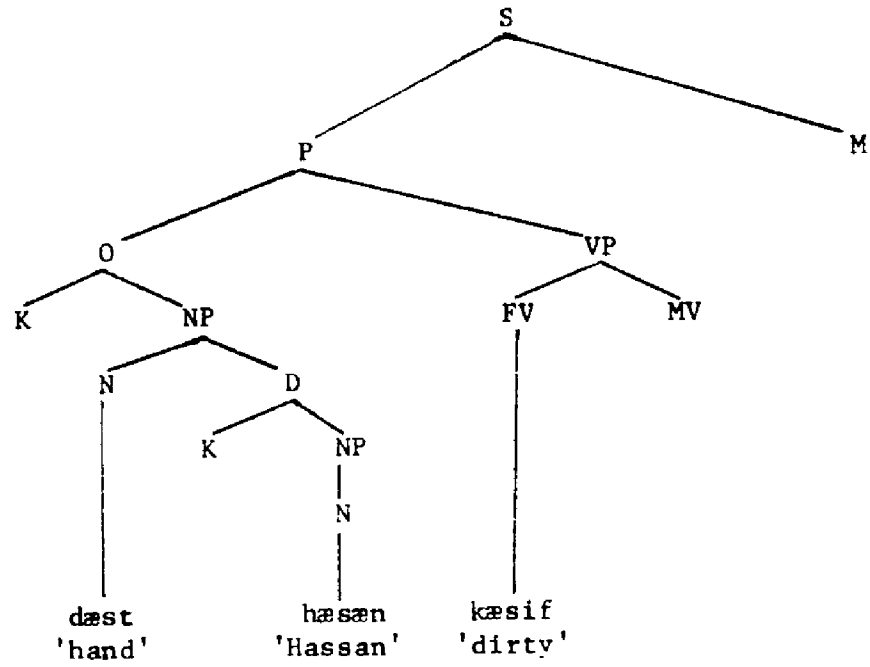 S
P M
O VP
K NP FV MV
N D
K NP
N
dæst hæsæn kæsif
'hand' 'Hassan' 'dirty'